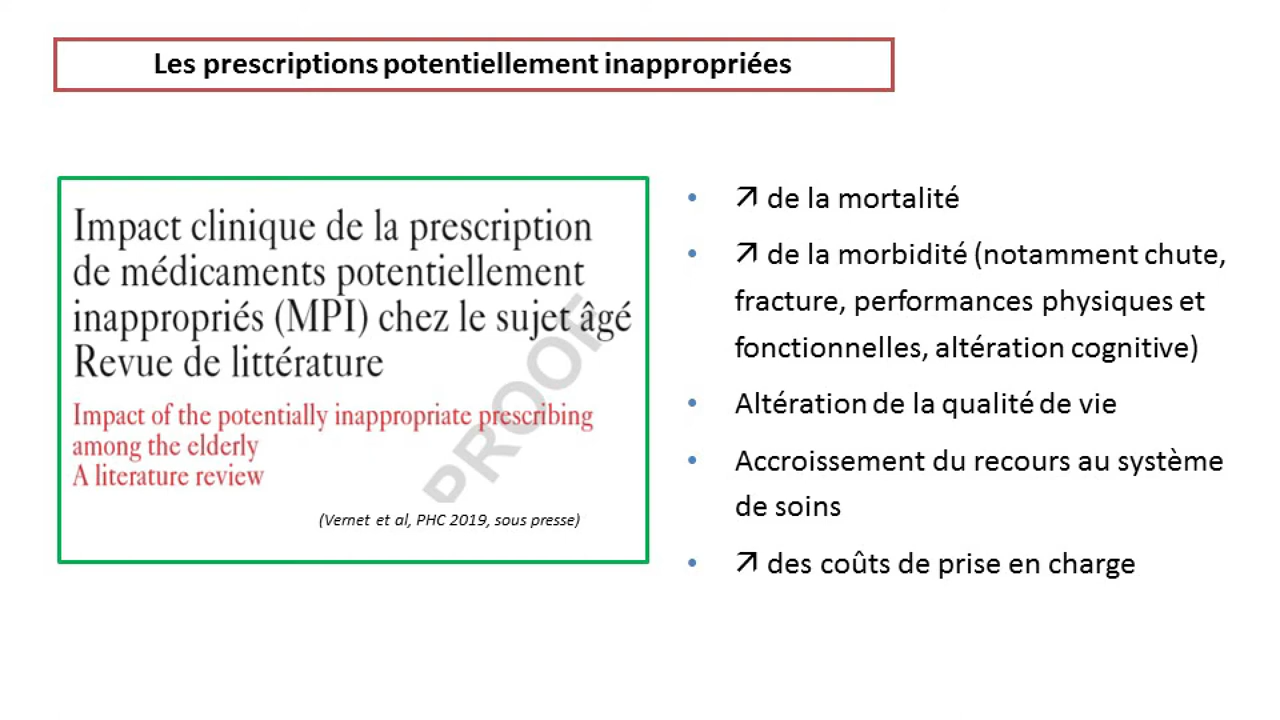 Les prescriptions potentiellement inappropriées
Impact clinique de la prescription
de médicaments potentiellement
inappropriés (MPI) chez le sujet âgé
Revue de littérature
Impact of the potentially inappropriate prescribing
among the elderly
A literature review
PROOF
(Vernet et al, PHC 2019, sous presse)
• ↗ de la mortalité
• ↗ de la morbidité (notamment chute,
fracture, performances physiques et
fonctionnelles, altération cognitive)
• Altération de la qualité de vie
• Accroissement du recours au système
de soins
• ↗ des coûts de prise en charge